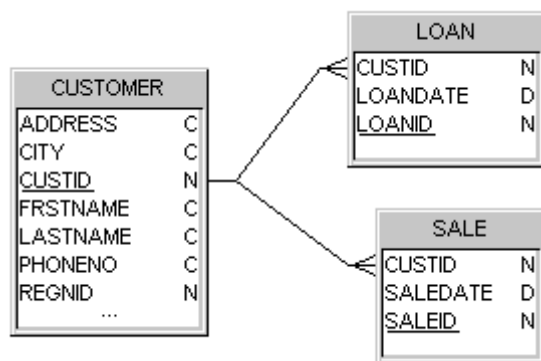 CUSTOMER
ADDRESS C
CITY C
CUSTID N
FRSTNAME C
LASTNAME C
PHONENO C
REGNID N
...
LOAN
CUSTID N
LOANDATE D
LOANID N
SALE
CUSTID N
SALEDATE D
SALEID N